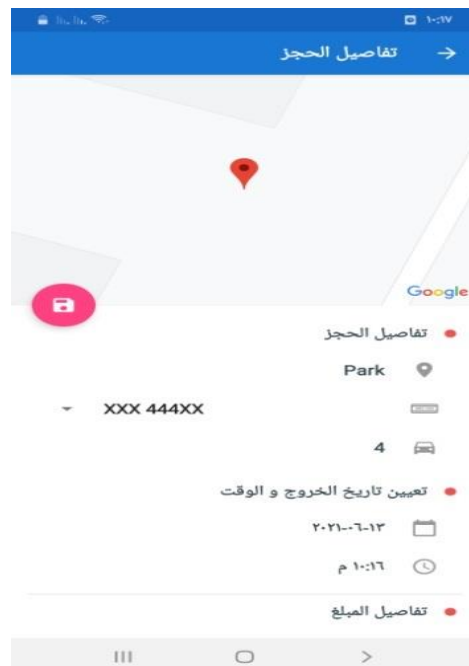 ١٠:١٧
تفاصيل الحجز
Google
تفاصيل الحجز
Park
XXX 444XX
4
تعيين تاريخ الخروج و الوقت
٢٠٢١-٠٦-١٣
١٠:١٦ م
تفاصيل المبلغ